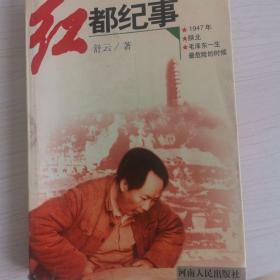 红都纪事
舒云／著
★1947年
★陕北
★毛泽东一生
最危险的时候
河南人民出版社